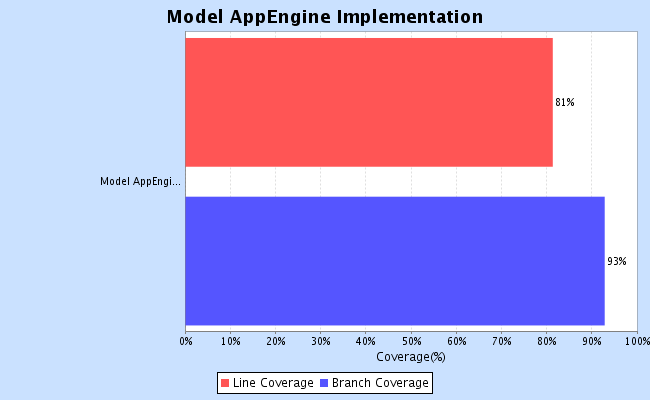 Model AppEngine Implementation
81%
Model AppEngi...
93%
0% 10% 20% 30% 40% 50% 60% 70% 80% 90% 100%
Coverage(%)
Line Coverage Branch Coverage